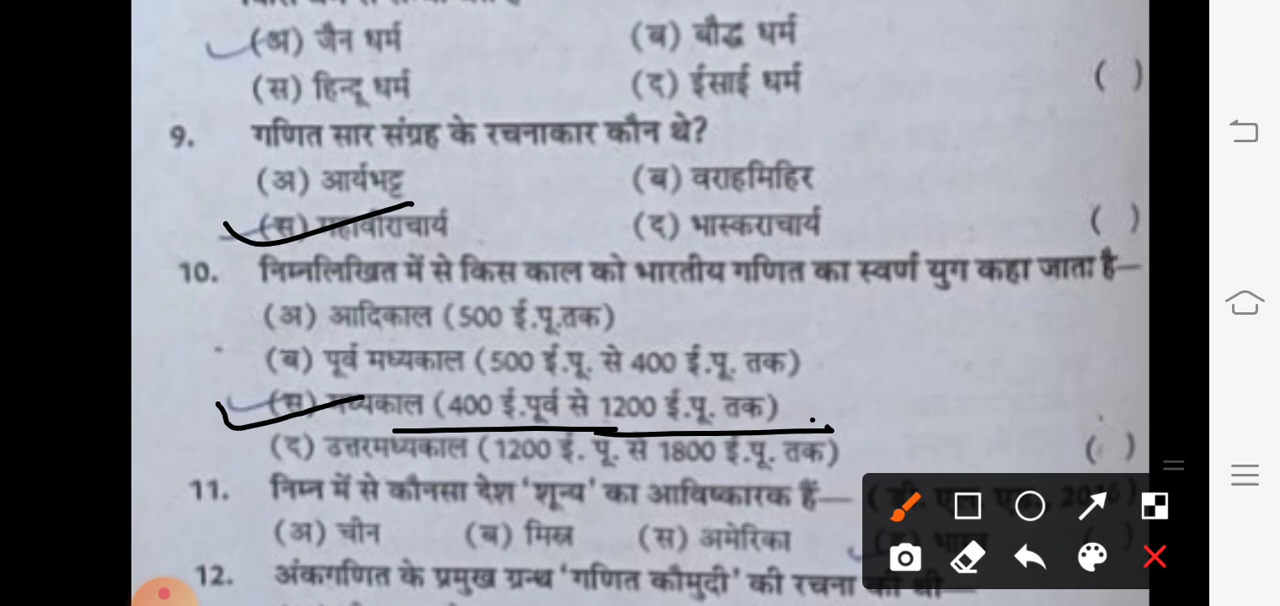 (अ) जैन धर्म (ब) बौद्ध धर्म
(स) हिन्दू धर्म (द) ईसाई धर्म ( )
9. गणित सार संग्रह के रचनाकार कौन थे?
(अ) आर्यभट्ट (ब) वराहमिहिर
(स) महावीराचार्य (द) भास्कराचार्य ( )
10. निम्नलिखित में से किस काल को भारतीय गणित का स्वर्ण युग कहा जाता है—
(अ) आदिकाल (500 ई.पू.तक)
(ब) पूर्व मध्यकाल (500 ई.पू. से 400 ई.पू. तक)
(स) मध्यकाल (400 ई.पूर्व से 1200 ई.पू. तक)
(द) उत्तरमध्यकाल (1200 ई. पू. से 1800 ई.पू. तक) ( )
11. निम्न में से कौनसा देश ‘शून्य’ का आविष्कारक हैं—
(अ) चीन (ब) मिस्र (स) अमेरिका
12. अंकगणित के प्रमुख ग्रन्थ ‘गणित कौमुदी’ की रचना की थी—